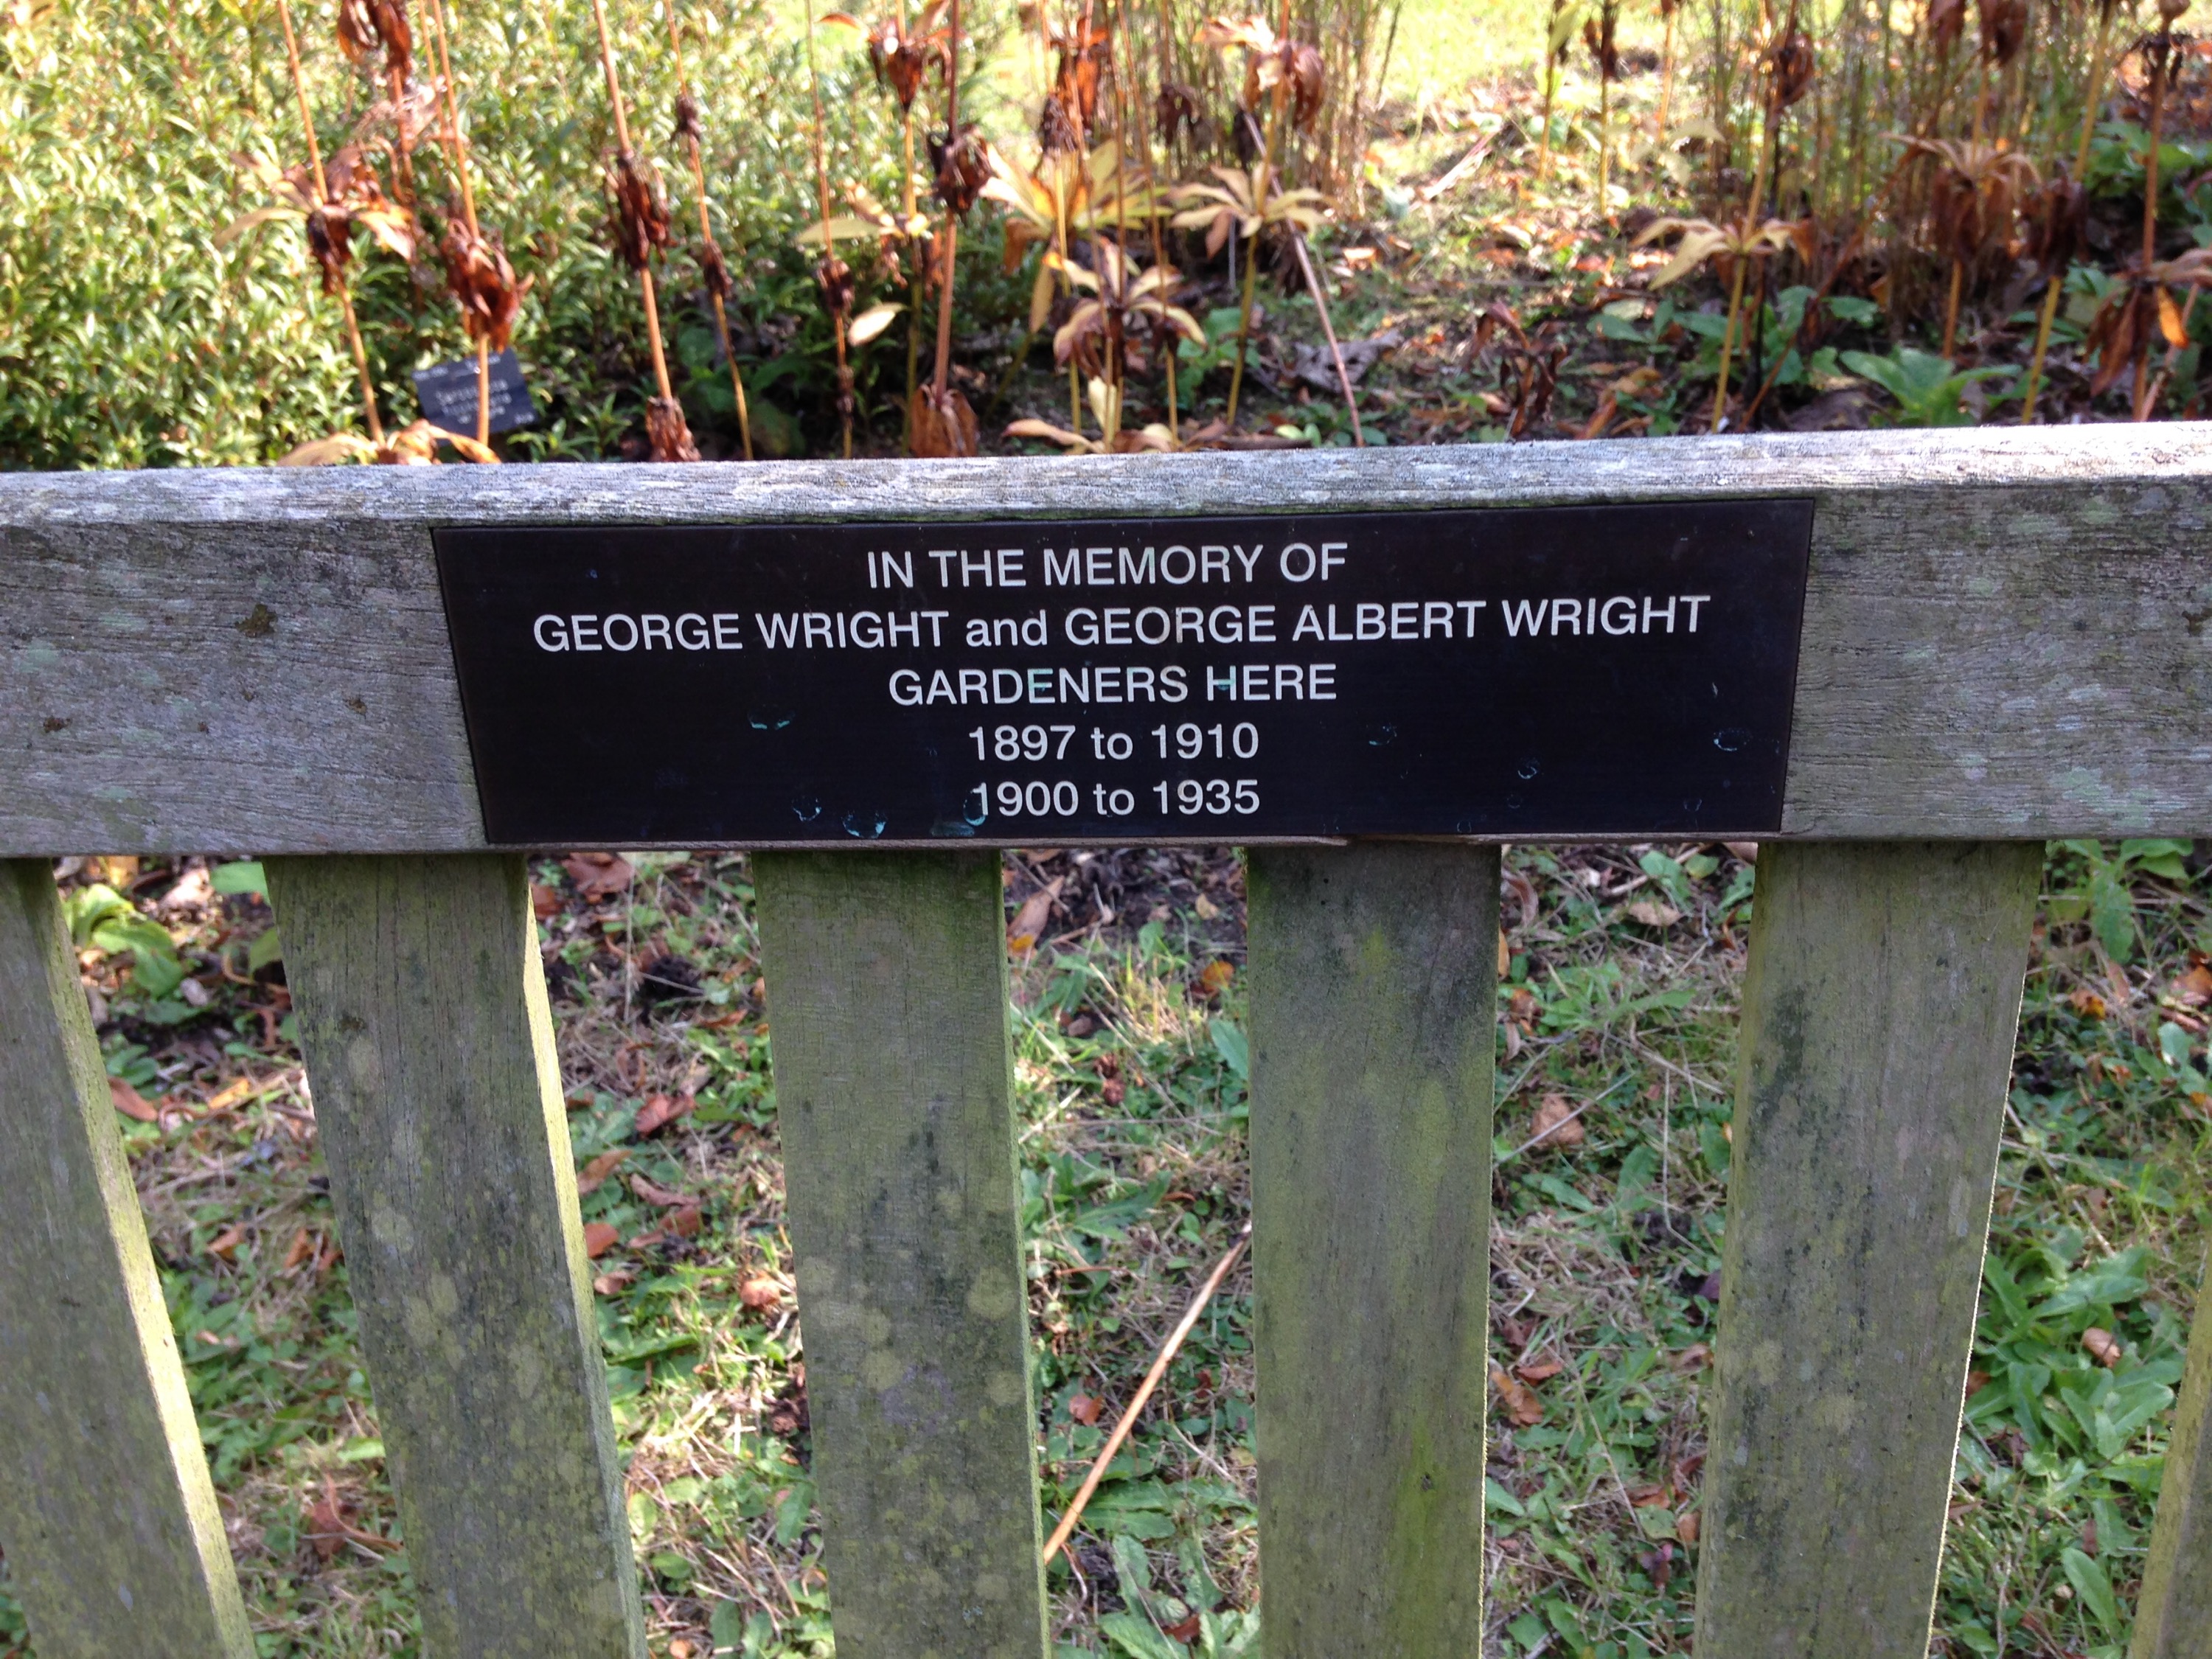 IN THE MEMORY OF
GEORGE WRIGHT and GEORGE ALBERT WRIGHT
GARDENERS HERE
1897 to 1910
1900 to 1935